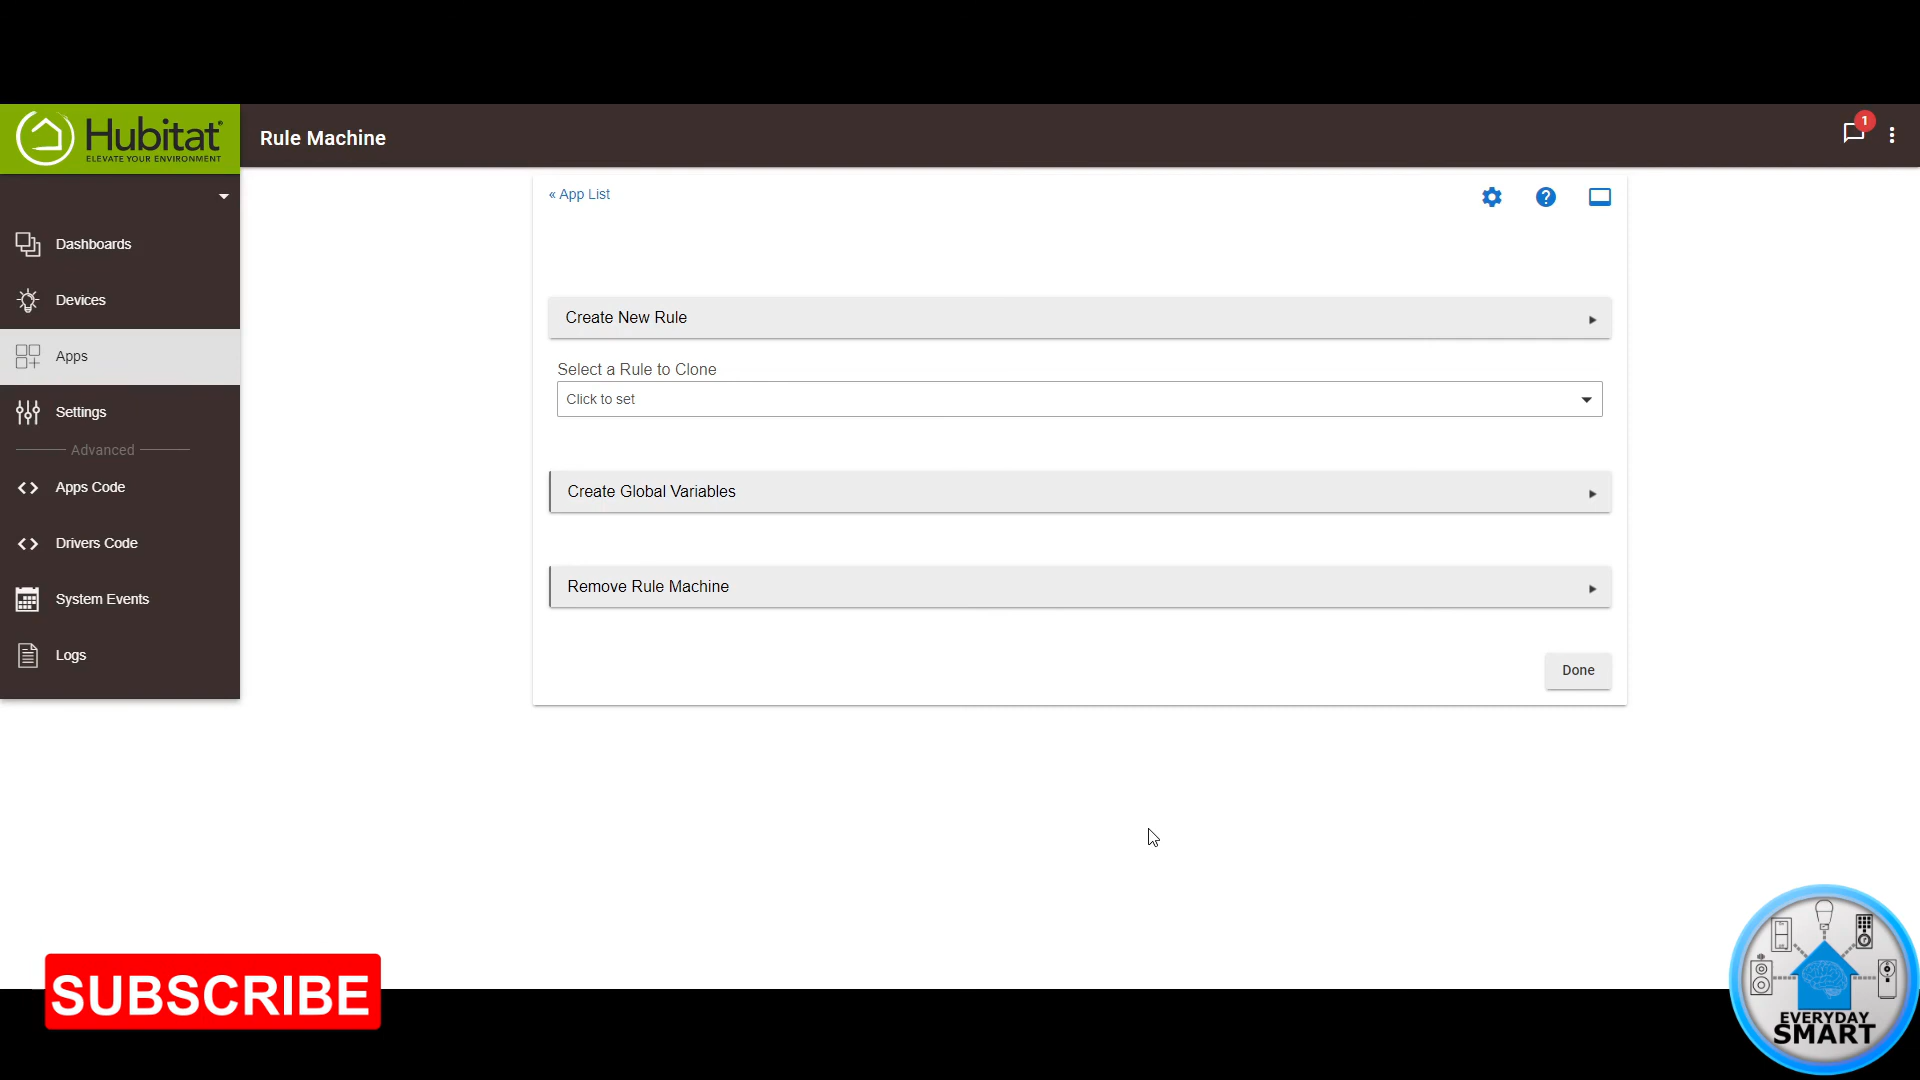 Hubitat®
ELEVATE YOUR ENVIRONMENT
Rule Machine
1
« App List
Dashboards
Devices
Apps
Settings
Advanced
Apps Code
Drivers Code
System Events
Logs
Create New Rule
Select a Rule to Clone
Click to set
Create Global Variables
Remove Rule Machine
Done
SUBSCRIBE
EVERYDAY
SMART